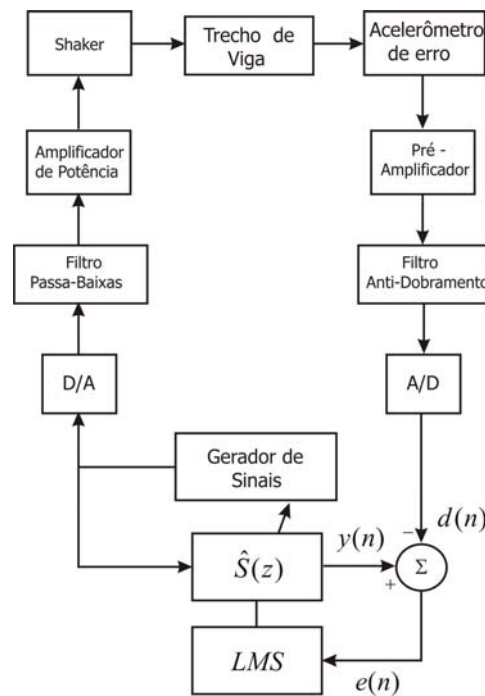 Shaker
Trecho de
Viga
Acelerômetro
de erro
Amplificador
de Potência
Pré -
Amplificador
Filtro
Passa-Baixas
Filtro
Anti-Dobramento
D/A
A/D
Gerador de
Sinais
Ŝ(z)
y(n)
−
d(n)
+
Σ
LMS
e(n)